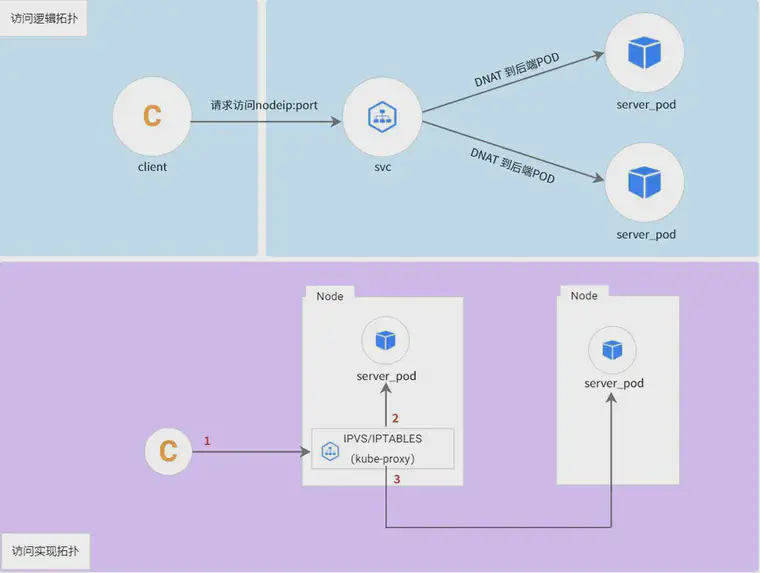 访问逻辑拓扑
C
请求访问nodeip:port
client
svc
DNAT 到后端POD
DNAT 到后端POD
server_pod
server_pod
Node
server_pod
Node
server_pod
C
1
2
IPVS/IPTABLES
（kube-proxy）
3
访问实现拓扑